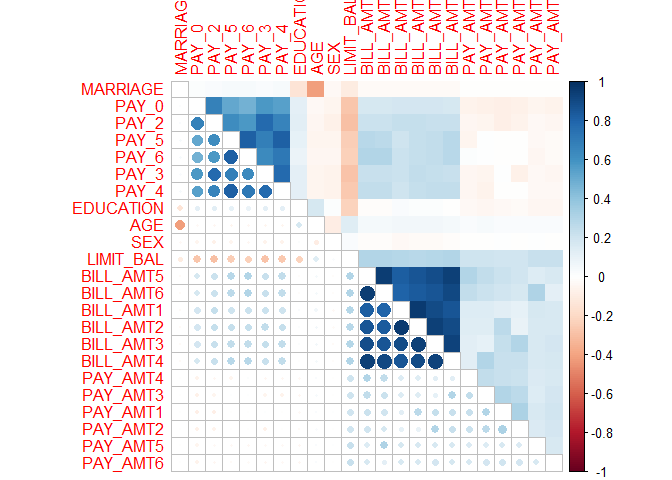 MARRIAG
PAY_0
PAY_2
PAY_5
PAY_6
PAY_3
PAY_4
EDUCATION
AGE
SEX
LIMIT_BAL
BILL_AMT
BILL_AMT
BILL_AMT
BILL_AMT
BILL_AMT
BILL_AMT
PAY_AMT
PAY_AMT
PAY_AMT
PAY_AMT
PAY_AMT
PAY_AMT
MARRIAGE
PAY_0
PAY_2
PAY_5
PAY_6
PAY_3
PAY_4
EDUCATION
AGE
SEX
LIMIT_BAL
BILL_AMT5
BILL_AMT6
BILL_AMT1
BILL_AMT2
BILL_AMT3
BILL_AMT4
PAY_AMT4
PAY_AMT3
PAY_AMT1
PAY_AMT2
PAY_AMT5
PAY_AMT6
1
0.8
0.6
0.4
0.2
0
-0.2
-0.4
-0.6
-0.8
-1